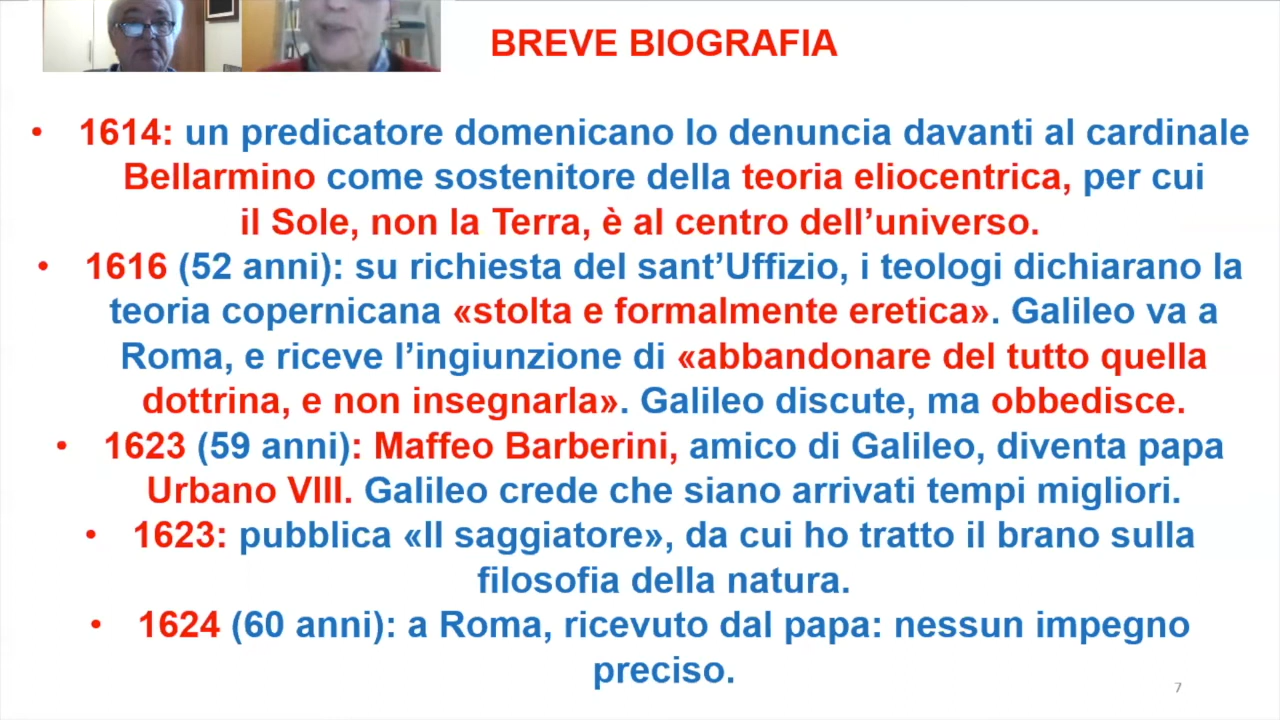 BREVE BIOGRAFIA
• 1614: un predicatore domenicano lo denuncia davanti al cardinale
Bellarmino come sostenitore della teoria eliocentrica, per cui
il Sole, non la Terra, è al centro dell’universo.
• 1616 (52 anni): su richiesta del sant’Uffizio, i teologi dichiarano la
teoria copernicana «stolta e formalmente eretica». Galileo va a
Roma, e riceve l’ingiunzione di «abbandonare del tutto quella
dottrina, e non insegnarla». Galileo discute, ma obbedisce.
• 1623 (59 anni): Maffeo Barberini, amico di Galileo, diventa papa
Urbano VIII. Galileo crede che siano arrivati tempi migliori.
• 1623: pubblica «Il saggiatore», da cui ho tratto il brano sulla
filosofia della natura.
• 1624 (60 anni): a Roma, ricevuto dal papa: nessun impegno
preciso.
7